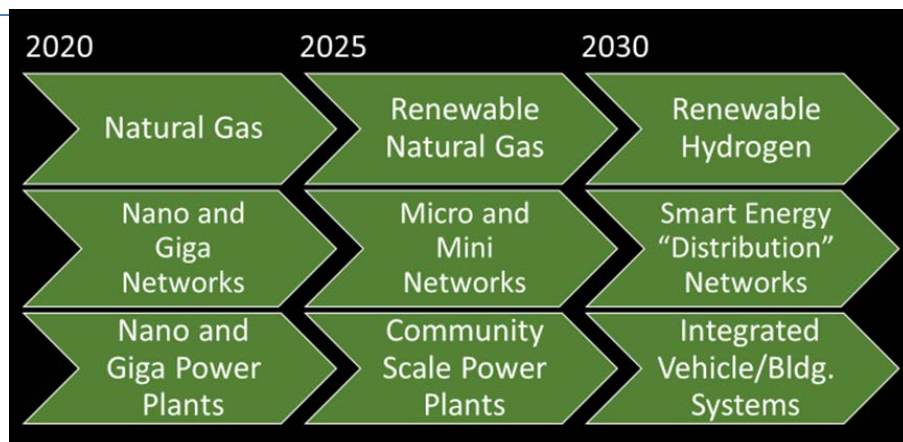 2020 2025 2030
Natural Gas
Renewable
Natural Gas
Renewable
Hydrogen
Nano and
Giga
Networks
Micro and
Mini
Networks
Smart Energy
“Distribution”
Networks
Nano and
Giga Power
Plants
Community
Scale Power
Plants
Integrated
Vehicle/Bldg.
Systems